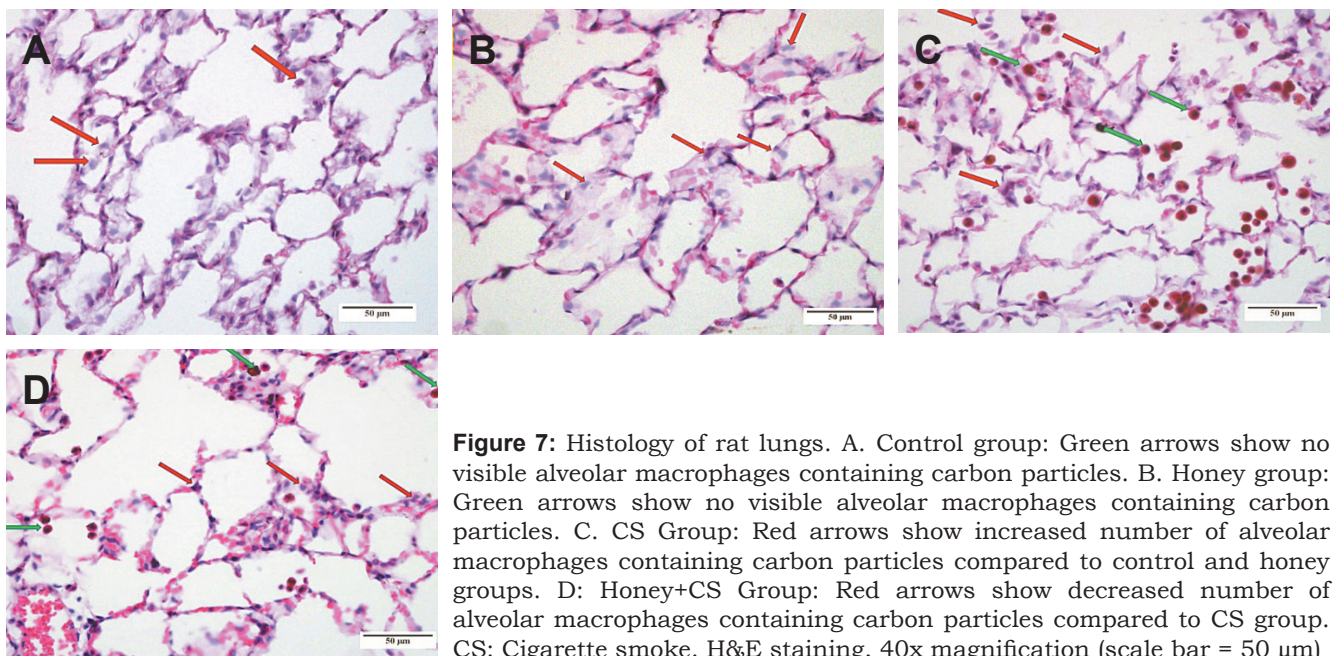 A
B
C
50 μm
50 μm
50 μm
D
50 μm
Figure 7: Histology of rat lungs. A. Control group: Green arrows show no
visible alveolar macrophages containing carbon particles. B. Honey group:
Green arrows show no visible alveolar macrophages containing carbon
particles. C. CS Group: Red arrows show increased number of alveolar
macrophages containing carbon particles compared to control and honey
groups. D: Honey+CS Group: Red arrows show decreased number of
alveolar macrophages containing carbon particles compared to CS group.
CS: Cigarette smoke. H&E staining. 40x magnification (scale bar = 50 μm)